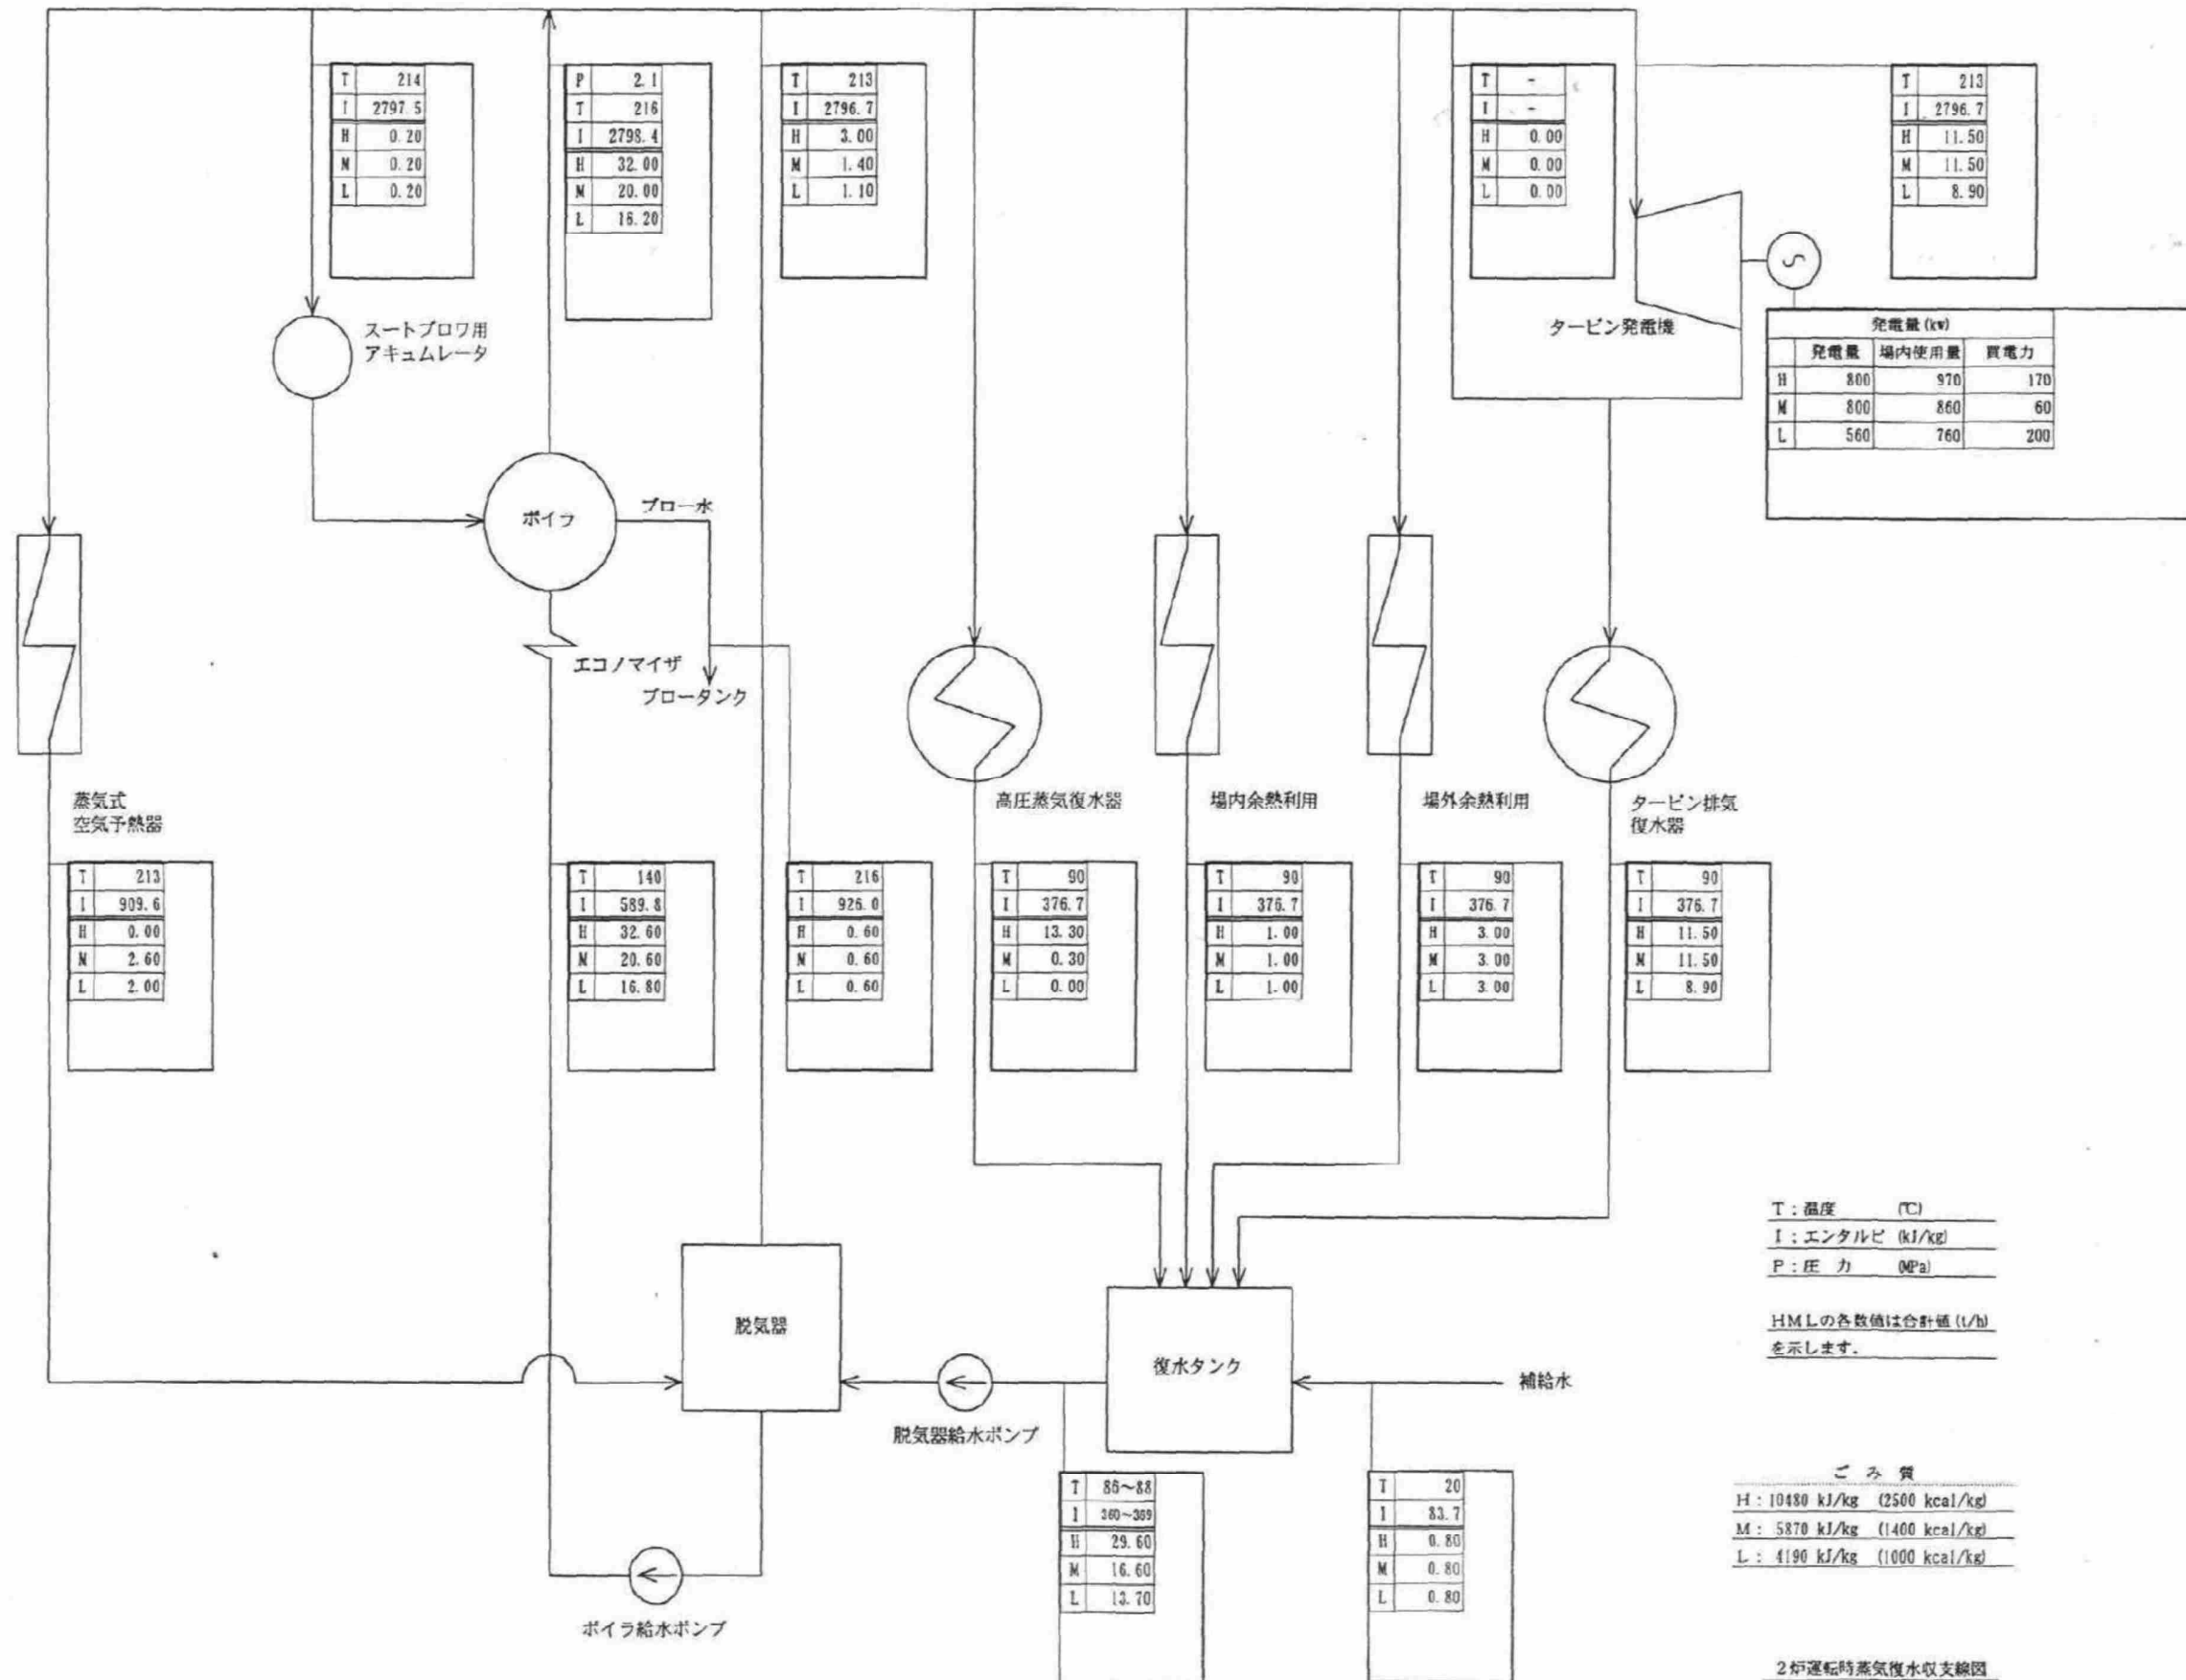 T 214
I 2797.5
H 0.20
M 0.20
L 0.20
P 2.1
T 216
I 2798.4
H 32.00
M 20.00
L 16.20
T 213
I 2796.7
H 3.00
M 1.40
L 1.10
T -
I -
H 0.00
M 0.00
L 0.00
T 213
I 2796.7
H 11.50
M 11.50
L 8.90
スートブロワ用
アキュムレータ
タービン発電機
発電量(kw)
発電量 場内使用量 買電力
H 800 970 170
M 800 860 60
L 560 760 200
ボイラ
ブロー水
エコノマイザ
ブロータンク
蒸気式
空気予熱器
高圧蒸気復水器
場内余熱利用
場外余熱利用
タービン排気
復水器
T 213
I 909.6
H 0.00
M 2.60
L 2.00
T 140
I 589.8
H 32.60
M 20.60
L 16.80
T 216
I 926.0
H 0.60
M 0.60
L 0.60
T 90
I 376.7
H 13.30
M 0.30
L 0.00
T 90
I 376.7
H 1.00
M 1.00
L 1.00
T 90
I 376.7
H 3.00
M 3.00
L 3.00
T 90
I 376.7
H 11.50
M 11.50
L 8.90
T:温度 (℃)
I:エンタルピ (kJ/kg)
P:圧 力 (MPa)
HMLの各数値は合計値(t/h)
を示します.
脱気器
復水タンク
補給水
脱気器給水ポンプ
ボイラ給水ポンプ
T 86~88
I 360~369
H 29.60
M 16.60
L 13.70
T 20
I 83.7
H 0.80
M 0.80
L 0.80
ごみ質
H:10480 kJ/kg (2500 kcal/kg)
M: 5870 kJ/kg (1400 kcal/kg)
L: 4190 kJ/kg (1000 kcal/kg)
2炉運転時蒸気復水収支線図